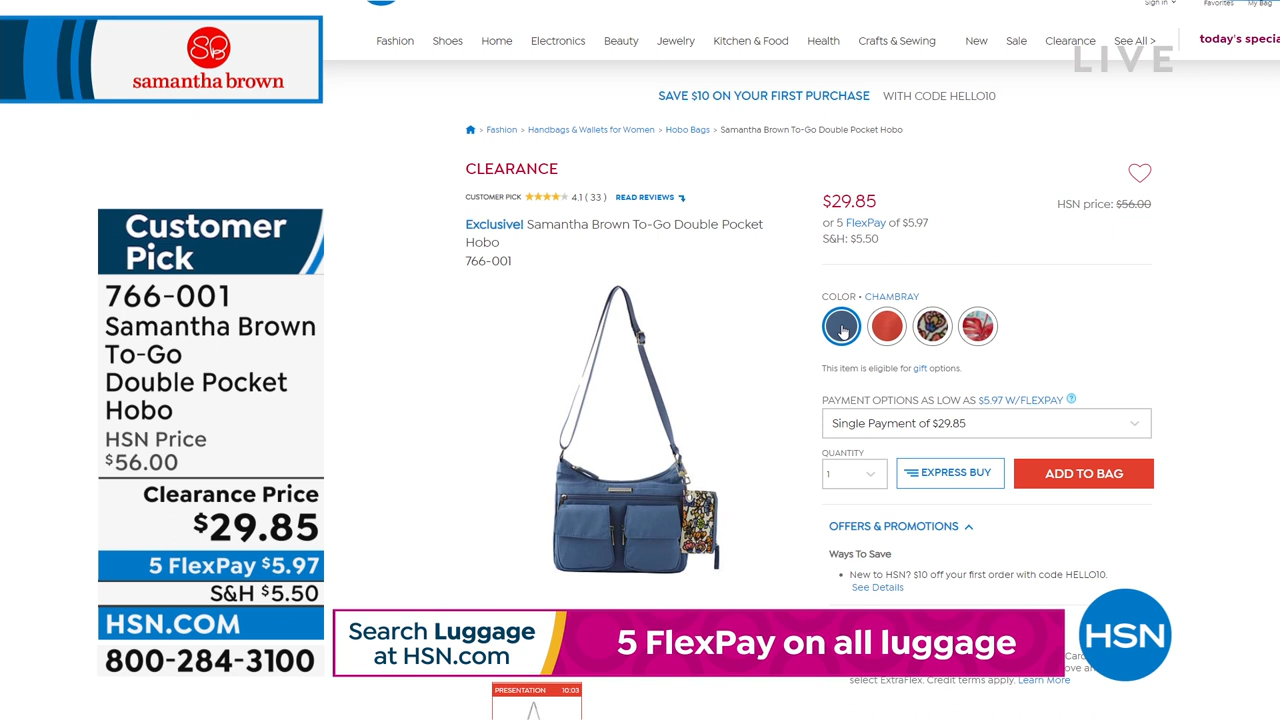 SB
samantha brown
Sign in
Favorites
My Bag
Fashion
Shoes
Home
Electronics
Beauty
Jewelry
Kitchen & Food
Health
Crafts & Sewing
New
Sale
Clearance
See All >
today's specia
LIVE
SAVE $10 ON YOUR FIRST PURCHASE WITH CODE HELLO10
> Fashion > Handbags & Wallets for Women > Hobo Bags > Samantha Brown To-Go Double Pocket Hobo
CLEARANCE
CUSTOMER PICK 4.1 ( 33 ) READ REVIEWS
Exclusive! Samantha Brown To-Go Double Pocket
Hobo
766-001
$29.85
HSN price: $56.00
or 5 FlexPay of $5.97
S&H: $5.50
COLOR • CHAMBRAY
This item is eligible for gift options.
PAYMENT OPTIONS AS LOW AS $5.97 W/FLEXPAY ?
Single Payment of $29.85
QUANTITY
1
EXPRESS BUY
ADD TO BAG
OFFERS & PROMOTIONS
Ways To Save
• New to HSN? $10 off your first order with code HELLO10.
See Details
select ExtraFlex. Credit terms apply. Learn More
Customer
Pick
766-001
Samantha Brown
To-Go
Double Pocket
Hobo
HSN Price
$56.00
Clearance Price
$29.85
5 FlexPay $5.97
S&H $5.50
HSN.COM
800-284-3100
Search Luggage
at HSN.com
5 FlexPay on all luggage
HSN
PRESENTATION 10:03